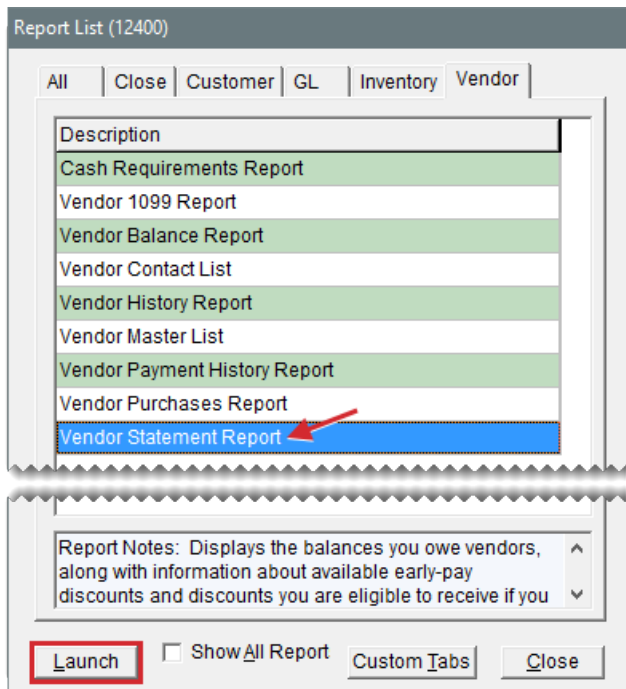 Report List (12400)
All Close Customer GL Inventory Vendor
Description
Cash Requirements Report
Vendor 1099 Report
Vendor Balance Report
Vendor Contact List
Vendor History Report
Vendor Master List
Vendor Payment History Report
Vendor Purchases Report
Vendor Statement Report
Report Notes: Displays the balances you owe vendors,
along with information about available early-pay
discounts and discounts you are eligible to receive if you
Launch Show All Report Custom Tabs Close